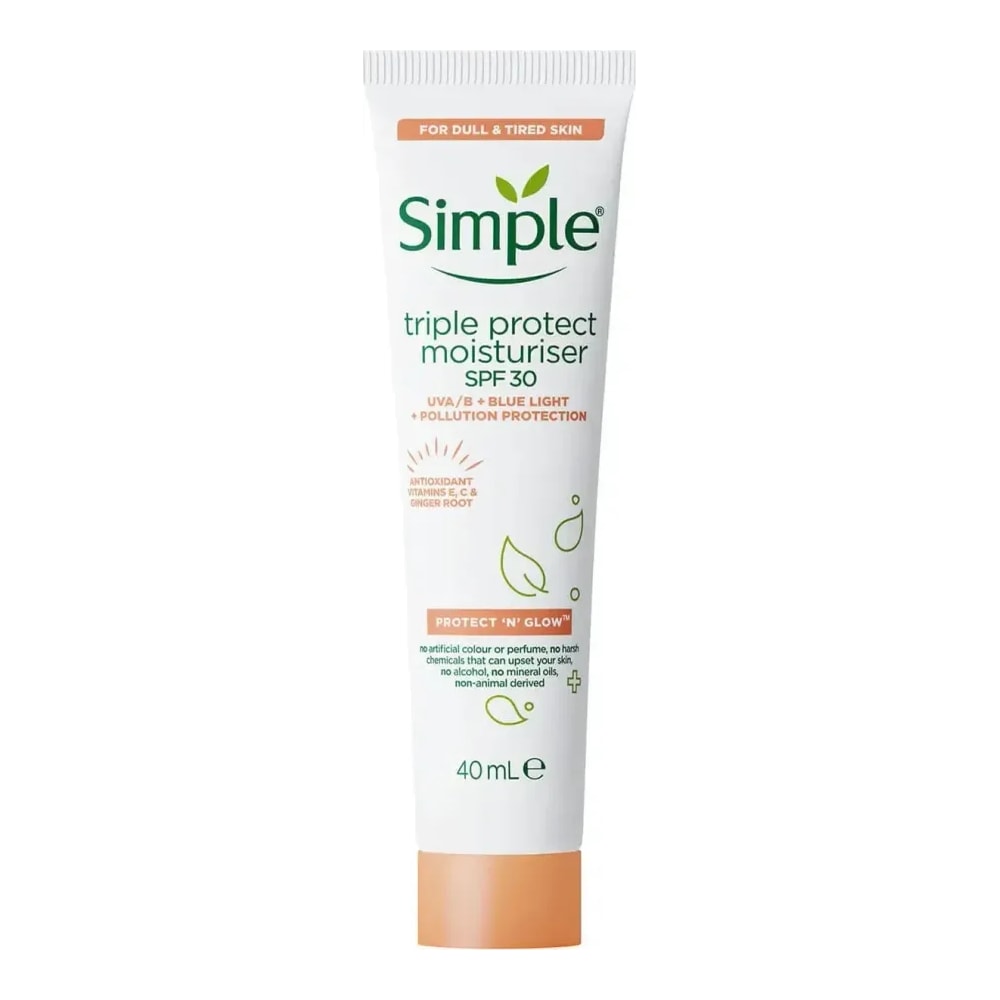 FOR DULL & TIRED SKIN
Simple®
triple protect
moisturiser
SPF 30
UVA/B + BLUE LIGHT
+ POLLUTION PROTECTION
ANTIOXIDANT
VITAMINS E, C &
GINGER ROOT
PROTECT ‘N’ GLOW™
no artificial colour or perfume, no harsh
chemicals that can upset your skin,
no alcohol, no mineral oils,
non-animal derived
40 mL ℮